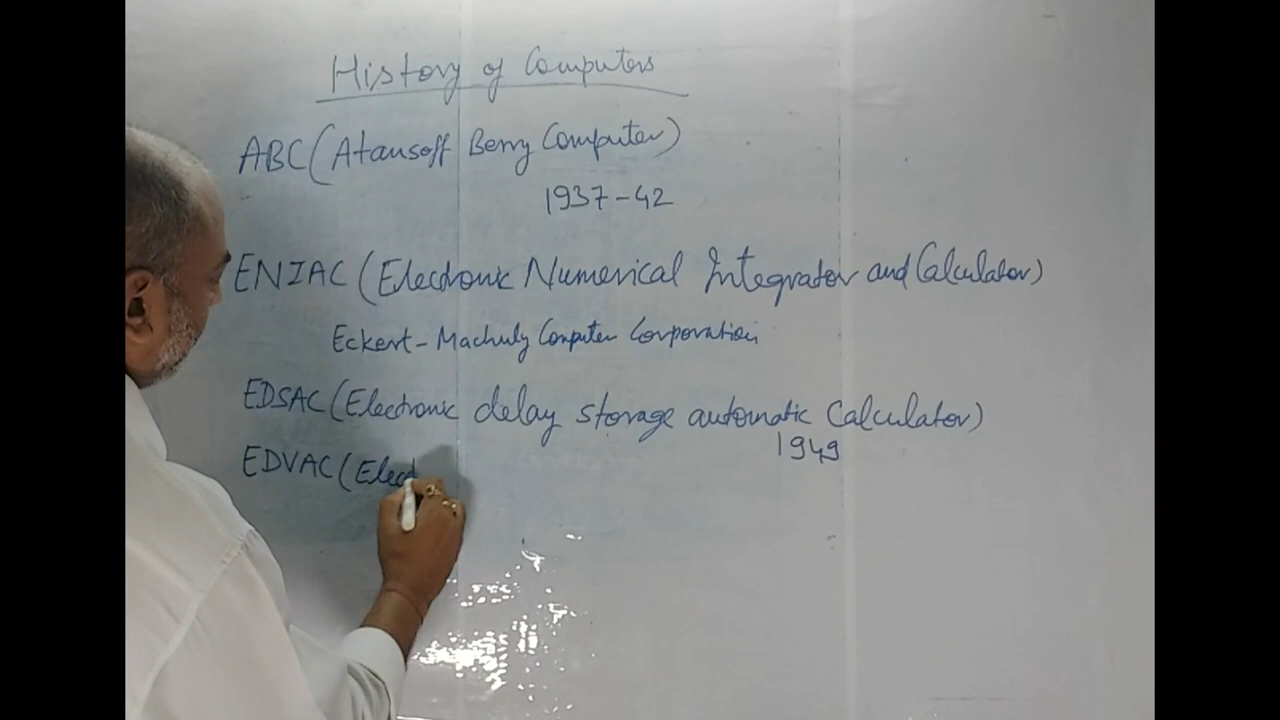 History of Computers
ABC (Atansoff Berry Computer)
1937-42
ENIAC (Electronic Numerical Integrator and Calculator)
Eckert-Machuly Computer Corporation
EDSAC (Electronic delay storage automatic Calculator)
1949
EDVAC (Elect